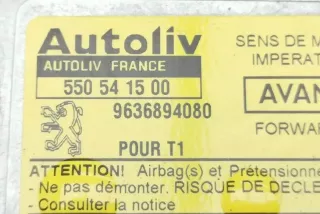 Autoliv
SENS DE M
AUTOLIV FRANCE
IMPERAT
550 54 15 00
AVAN
9636894080
FORWAR
POUR T1
ATTENTION! Airbag(s) et Prétensionne
- Ne pas démonter. RISQUE DE DECLE
- Consulter la notice